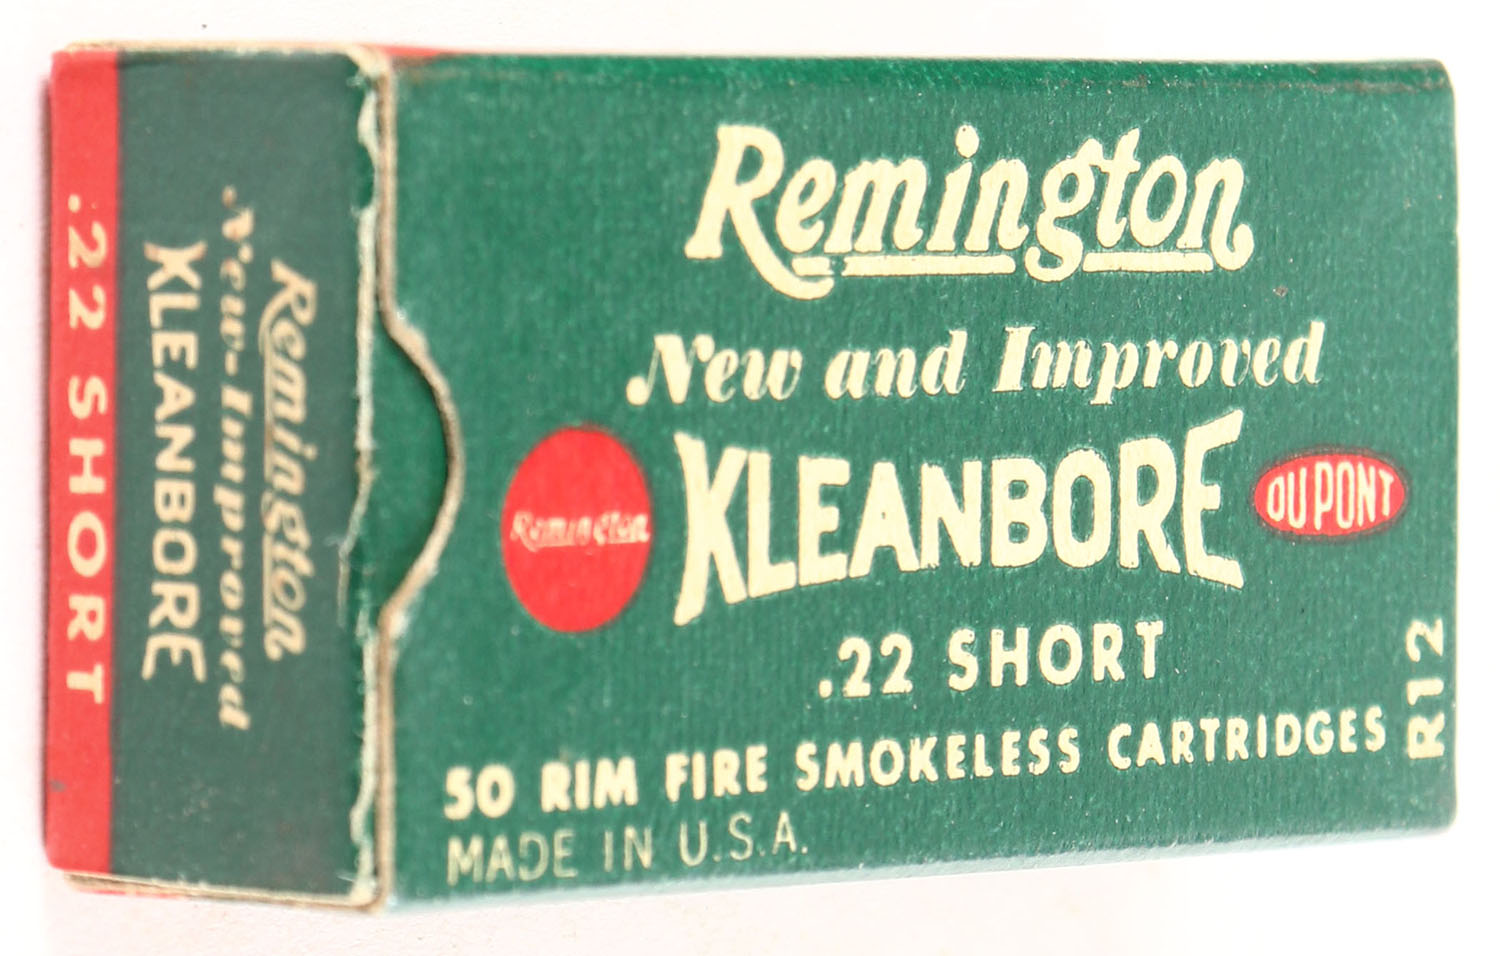 Remington
New and Improved
KLEANBORE
Remington
DU PONT
.22 SHORT
50 RIM FIRE SMOKELESS CARTRIDGES
MADE IN U.S.A.
R12
Remington
New-Improved
KLEANBORE
.22 SHORT